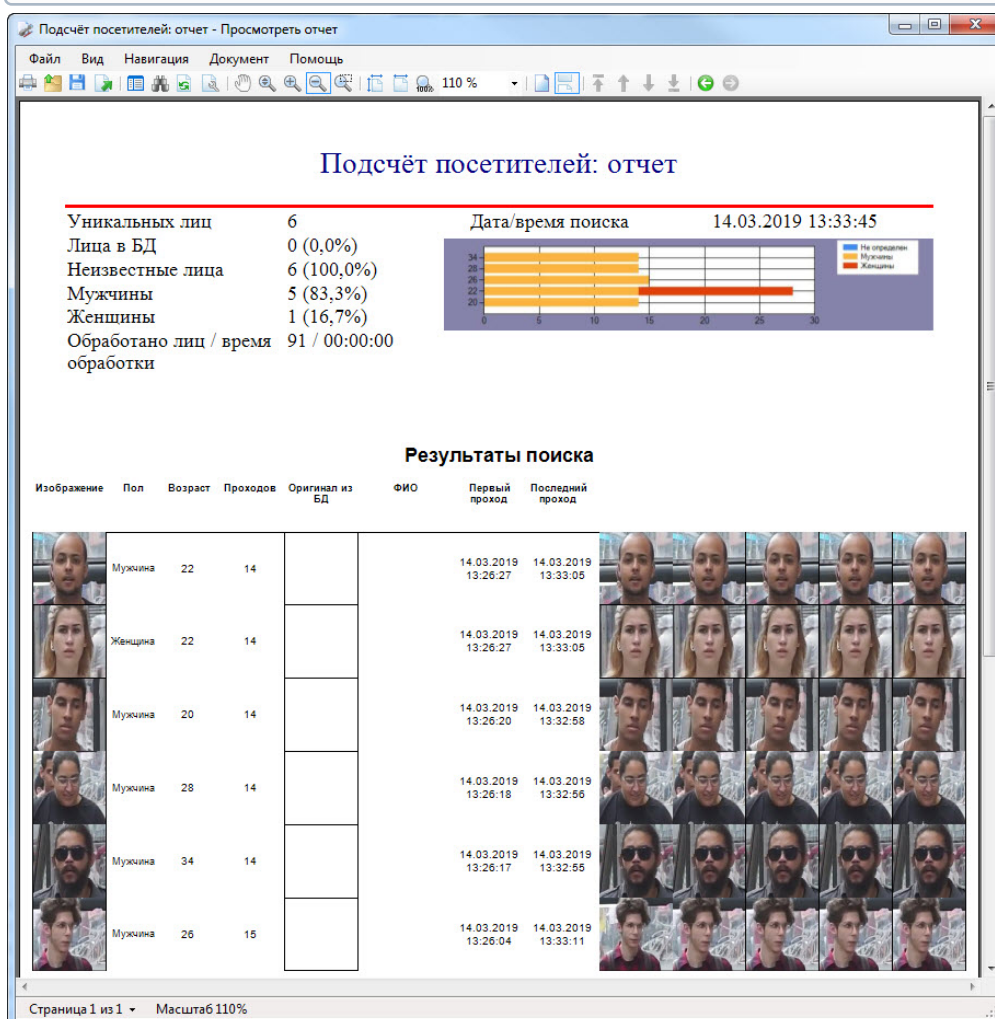 Подсчёт посетителей: отчет - Просмотреть отчет
Файл Вид Навигация Документ Помощь
100% 110 %
Подсчёт посетителей: отчет
Уникальных лиц 6 Дата/время поиска 14.03.2019 13:33:45
Лица в БД 0 (0,0%)
Неизвестные лица 6 (100,0%)
Мужчины 5 (83,3%)
Женщины 1 (16,7%)
Обработано лиц / время 91 / 00:00:00
обработки
34
28
26
22
20
0 5 10 15 20 25 30
Не определен
Мужчины
Женщины
Результаты поиска
Изображение Пол Возраст Проходов Оригинал из ФИО Первый Последний
БД проход проход
Мужчина 22 14 14.03.2019 14.03.2019
13:26:27 13:33:05
Женщина 22 14 14.03.2019 14.03.2019
13:26:27 13:33:05
Мужчина 20 14 14.03.2019 14.03.2019
13:26:20 13:32:58
Мужчина 28 14 14.03.2019 14.03.2019
13:26:18 13:32:56
Мужчина 34 14 14.03.2019 14.03.2019
13:26:17 13:32:55
Мужчина 26 15 14.03.2019 14.03.2019
13:26:04 13:33:11
Страница 1 из 1 Масштаб 110%